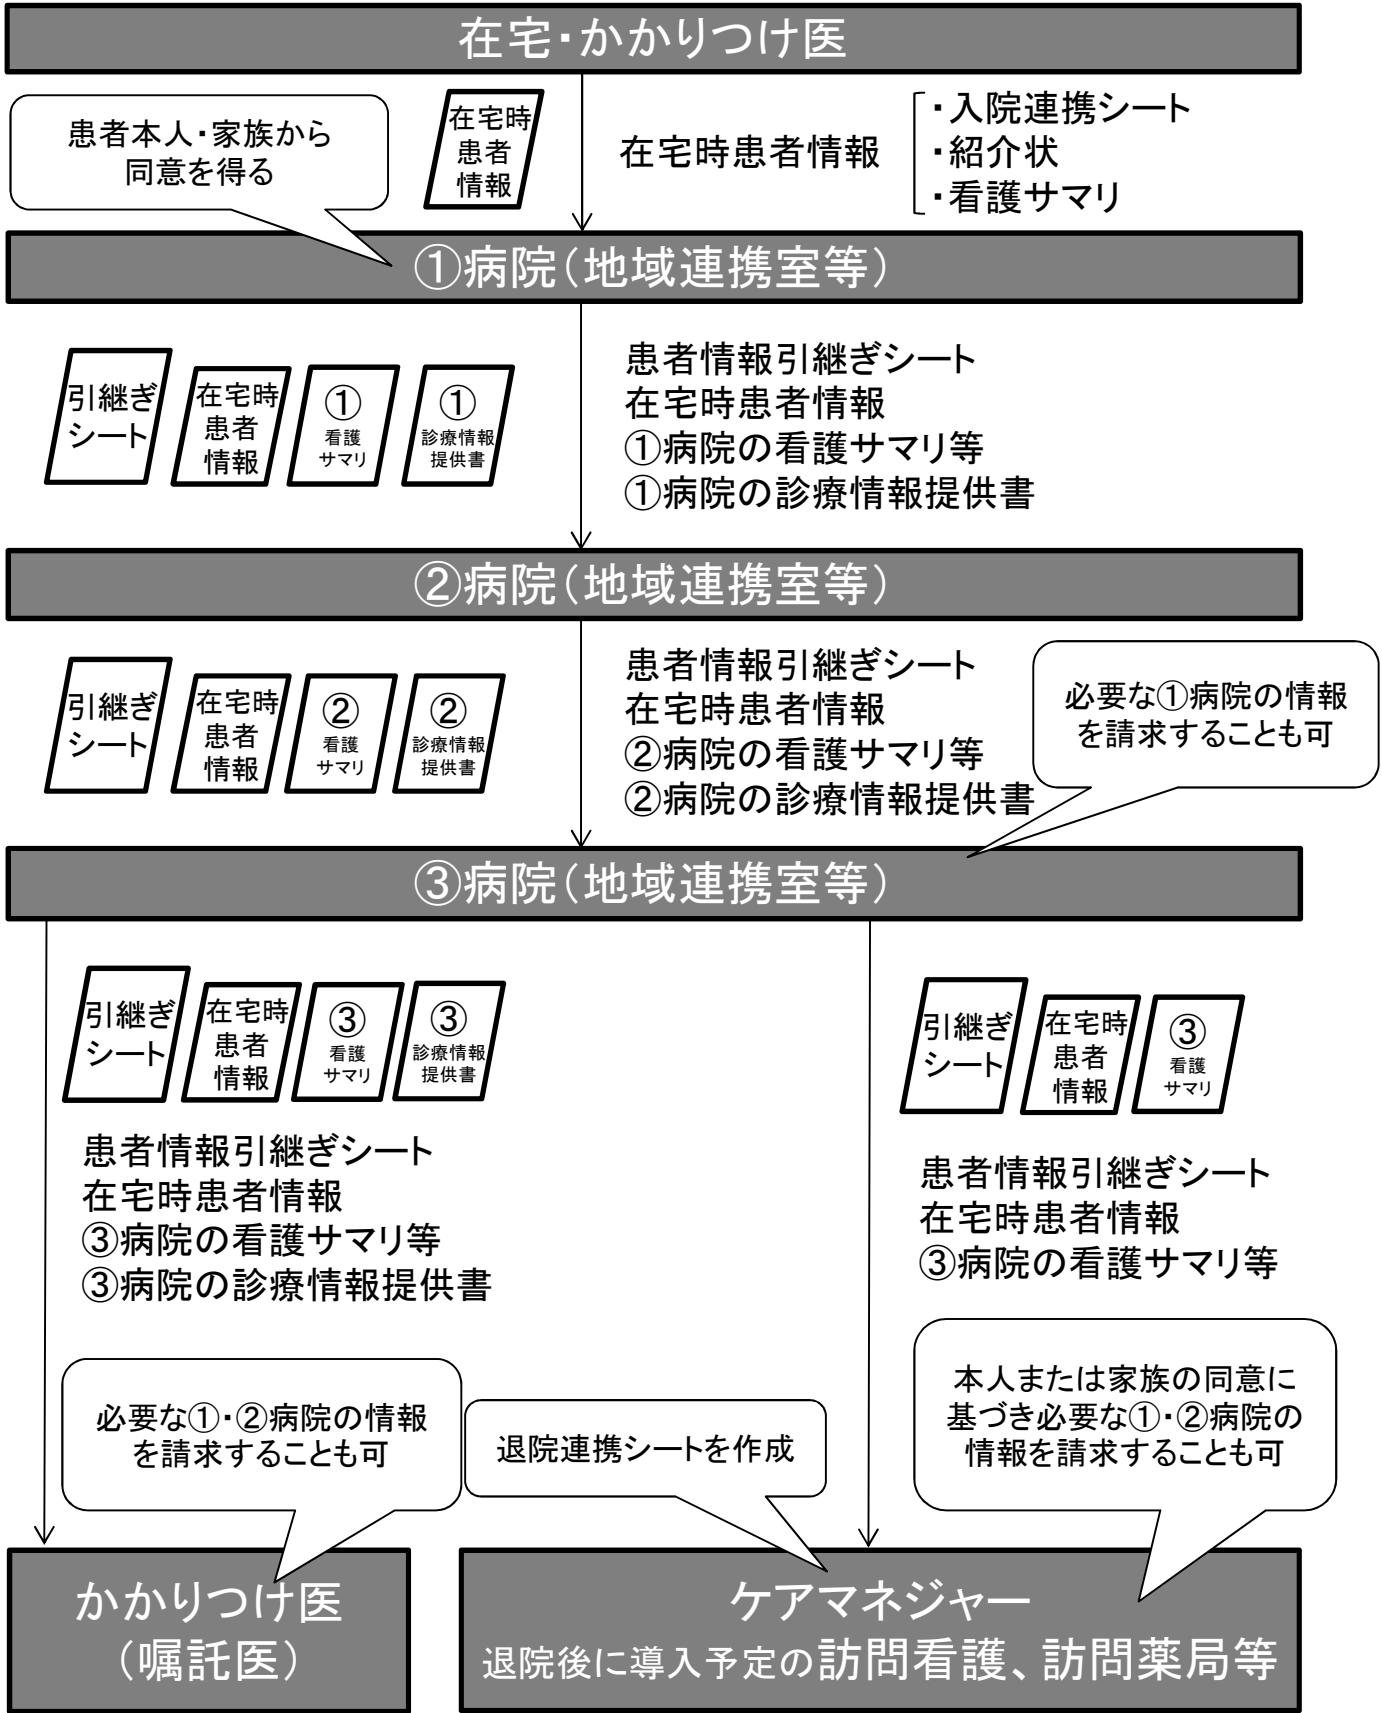 在宅・かかりつけ医
患者本人・家族から
同意を得る
在宅時
患者
情報
在宅時患者情報
・入院連携シート
・紹介状
・看護サマリ
①病院（地域連携室等）
引継ぎ
シート
在宅時
患者
情報
①
看護
サマリ
①
診療情報
提供書
患者情報引継ぎシート
在宅時患者情報
①病院の看護サマリ等
①病院の診療情報提供書
②病院（地域連携室等）
引継ぎ
シート
在宅時
患者
情報
②
看護
サマリ
②
診療情報
提供書
患者情報引継ぎシート
在宅時患者情報
②病院の看護サマリ等
②病院の診療情報提供書
必要な①病院の情報
を請求することも可
③病院（地域連携室等）
引継ぎ
シート
在宅時
患者
情報
③
看護
サマリ
③
診療情報
提供書
患者情報引継ぎシート
在宅時患者情報
③病院の看護サマリ等
③病院の診療情報提供書
引継ぎ
シート
在宅時
患者
情報
③
看護
サマリ
患者情報引継ぎシート
在宅時患者情報
③病院の看護サマリ等
必要な①・②病院の情報
を請求することも可
退院連携シートを作成
本人または家族の同意に
基づき必要な①・②病院の
情報を請求することも可
かかりつけ医
（嘱託医）
ケアマネジャー
退院後に導入予定の訪問看護、訪問薬局等